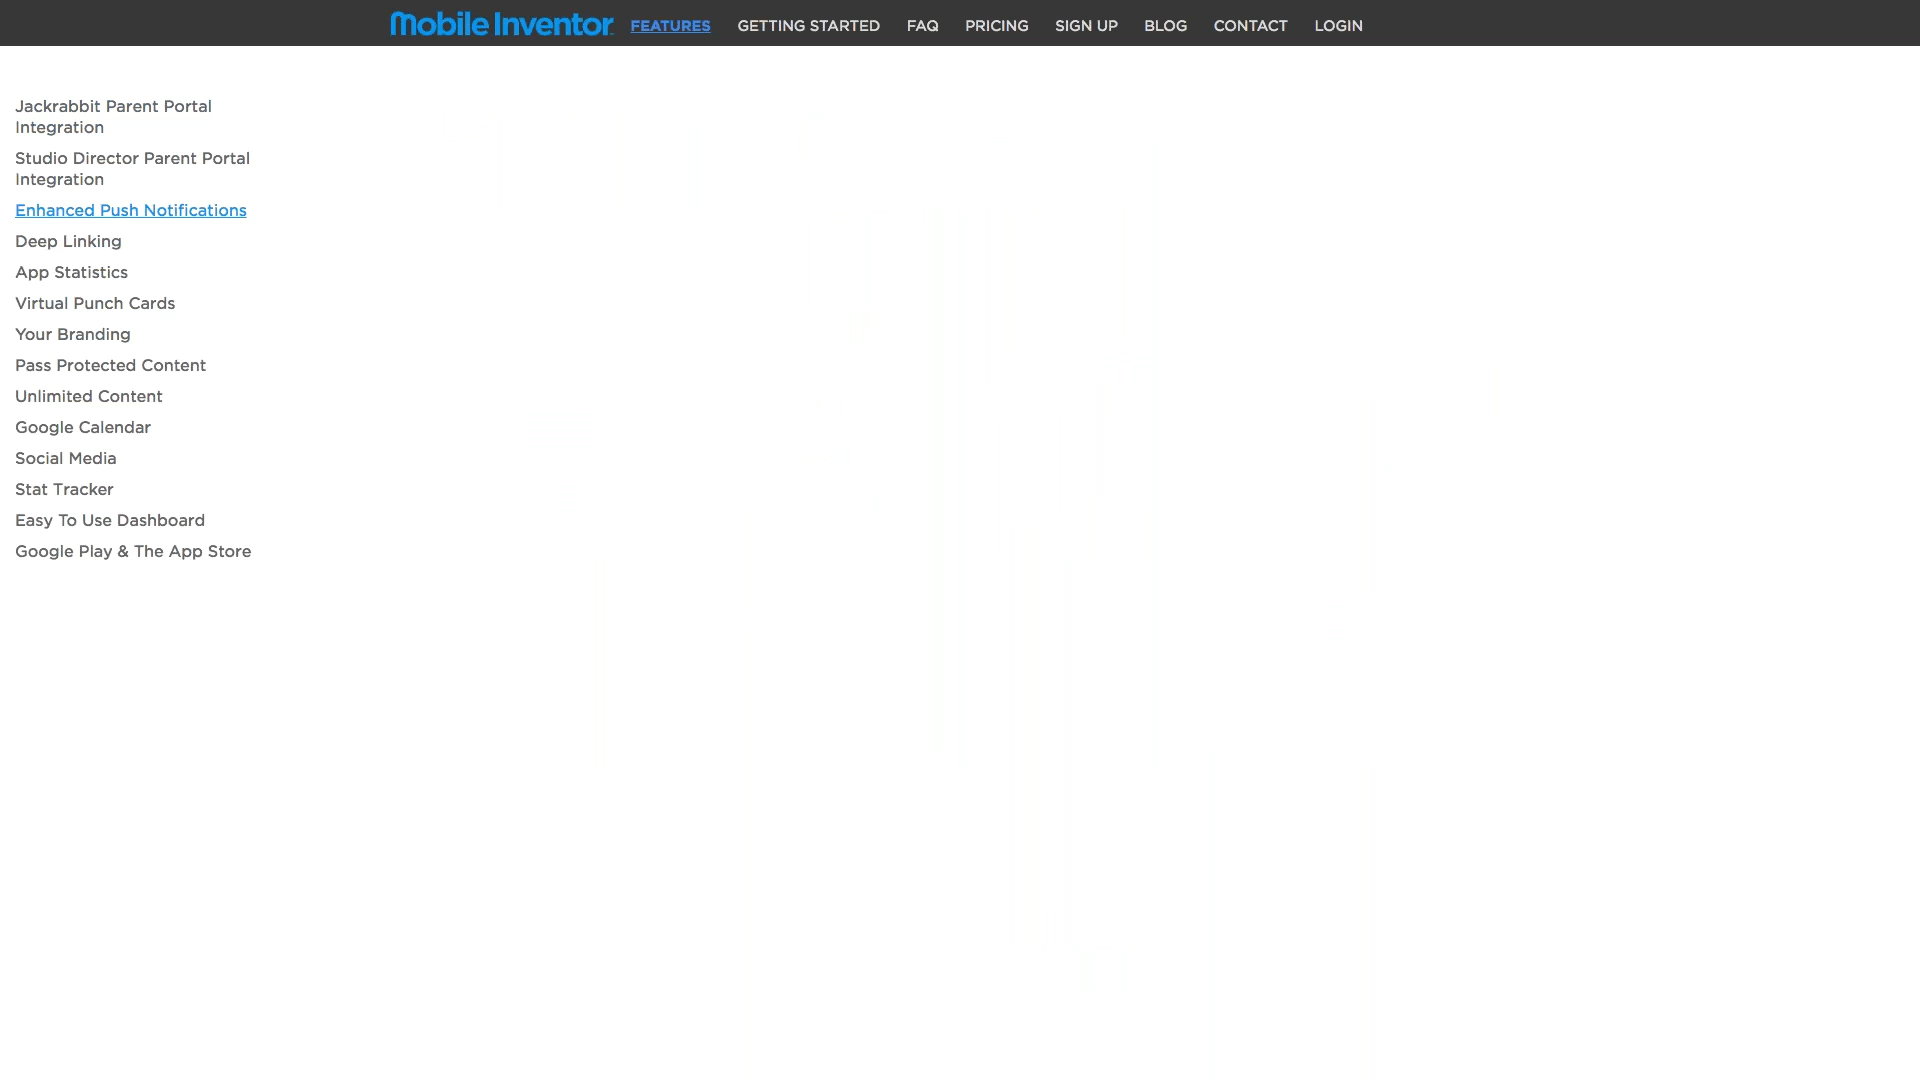 Mobile Inventor FEATURES GETTING STARTED FAQ PRICING SIGN UP BLOG CONTACT LOGIN
Jackrabbit Parent Portal
Integration
Studio Director Parent Portal
Integration
Enhanced Push Notifications
Deep Linking
App Statistics
Virtual Punch Cards
Your Branding
Pass Protected Content
Unlimited Content
Google Calendar
Social Media
Stat Tracker
Easy To Use Dashboard
Google Play & The App Store